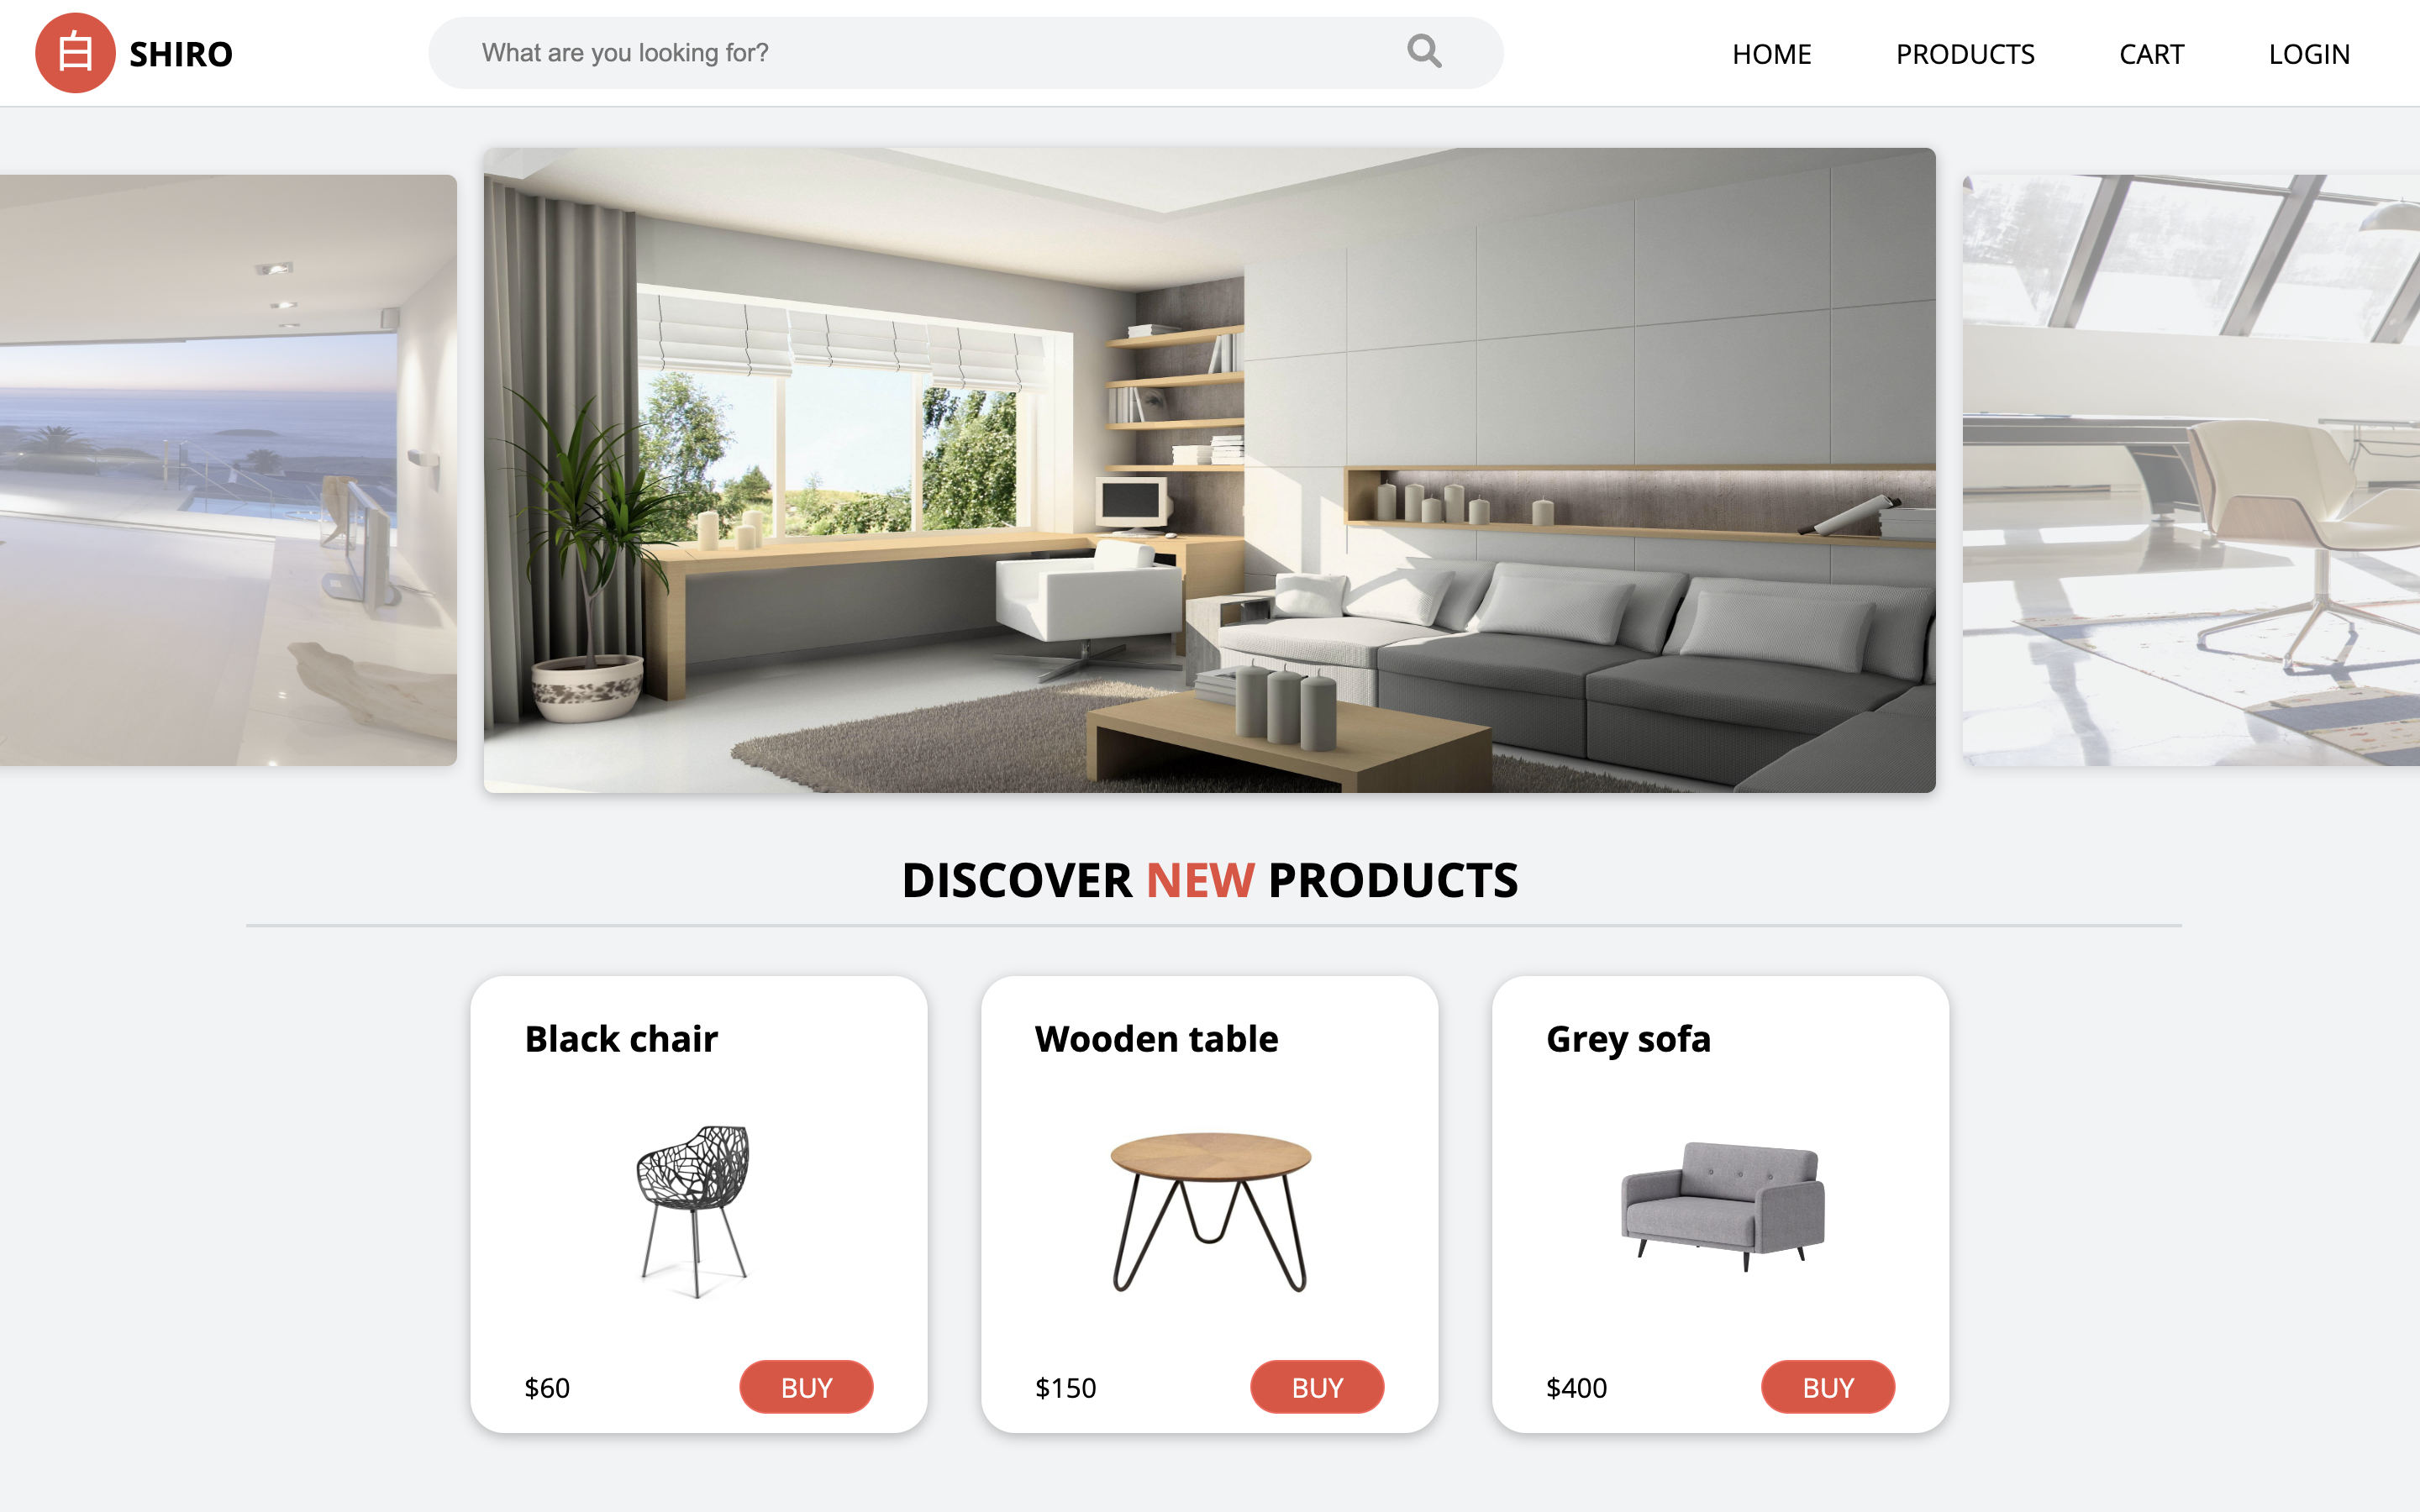 白 SHIRO
What are you looking for?
HOME PRODUCTS CART LOGIN
DISCOVER NEW PRODUCTS
Black chair
$60 BUY
Wooden table
$150 BUY
Grey sofa
$400 BUY